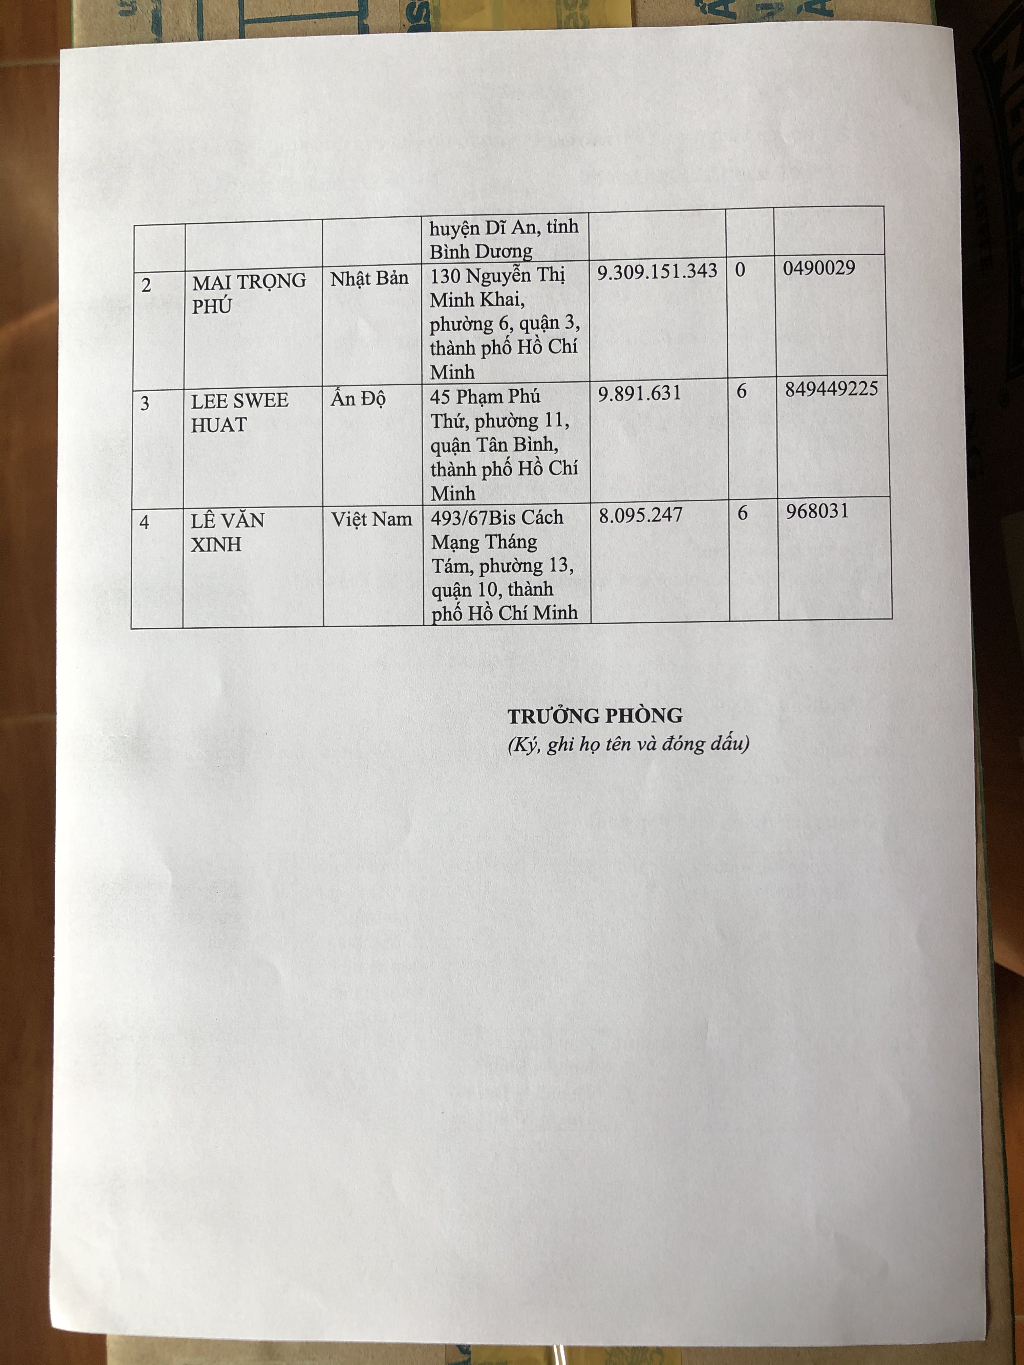 huyện Dĩ An, tỉnh
Bình Dương
2 MAI TRỌNG Nhật Bản 130 Nguyễn Thị 9.309.151.343 0 0490029
PHÚ Minh Khai,
phường 6, quận 3,
thành phố Hồ Chí
Minh
3 LEE SWEE Ấn Độ 45 Phạm Phú 9.891.631 6 849449225
HUAT Thứ, phường 11,
quận Tân Bình,
thành phố Hồ Chí
Minh
4 LÊ VĂN Việt Nam 493/67Bis Cách 8.095.247 6 968031
XINH Mạng Tháng
Tám, phường 13,
quận 10, thành
phố Hồ Chí Minh
TRƯỞNG PHÒNG
(Ký, ghi họ tên và đóng dấu)